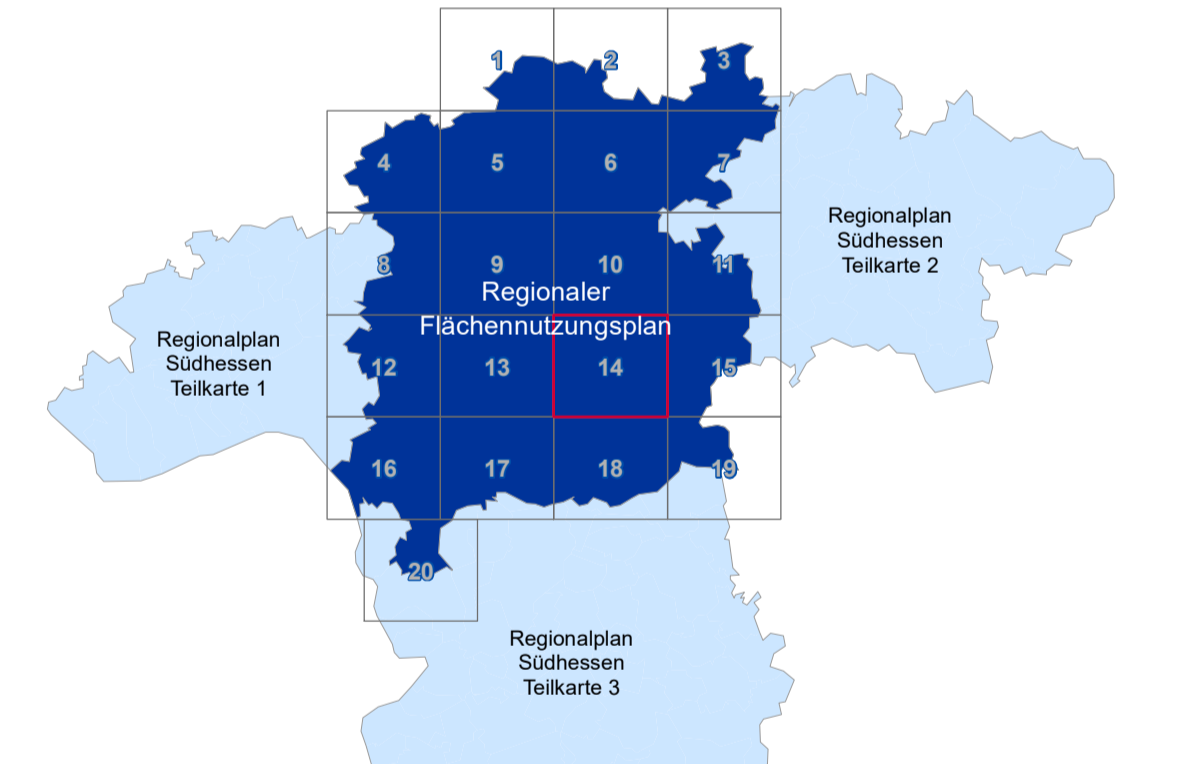 1
2
3
4
5
6
7
8
9
10
11
Regionaler
Flächennutzungsplan
12
13
14
15
16
17
18
19
20
Regionalplan
Südhessen
Teilkarte 1
Regionalplan
Südhessen
Teilkarte 2
Regionalplan
Südhessen
Teilkarte 3